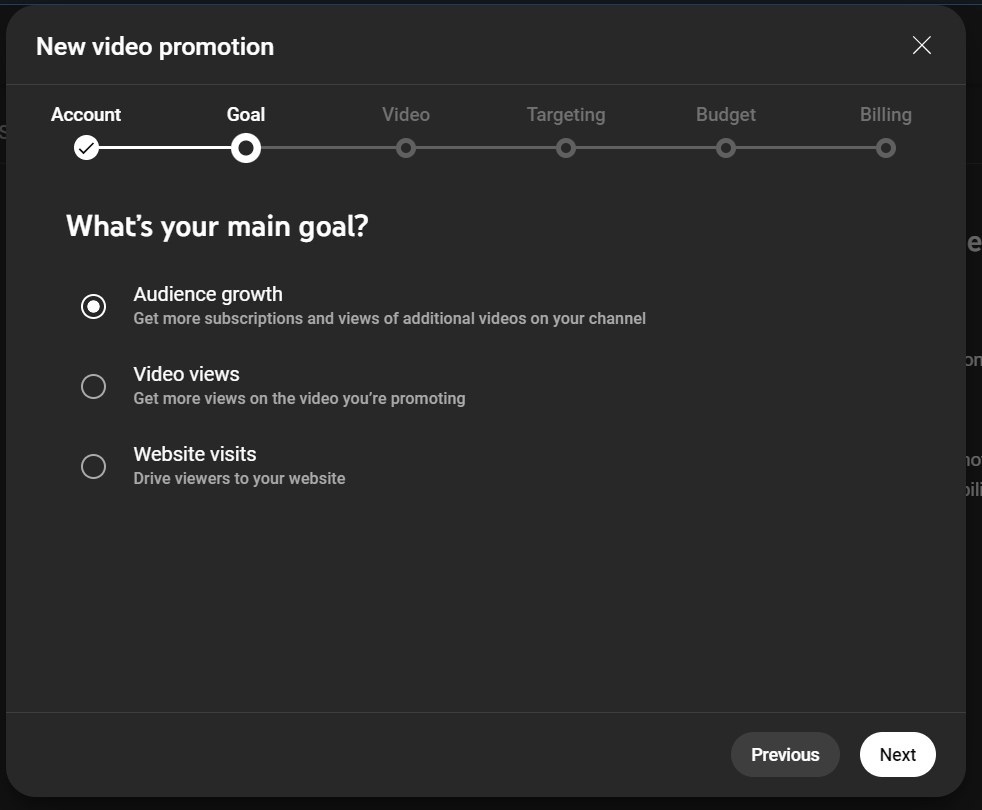 New video promotion
Account Goal Video Targeting Budget Billing
What's your main goal?
Audience growth
Get more subscriptions and views of additional videos on your channel
Video views
Get more views on the video you're promoting
Website visits
Drive viewers to your website
Previous Next